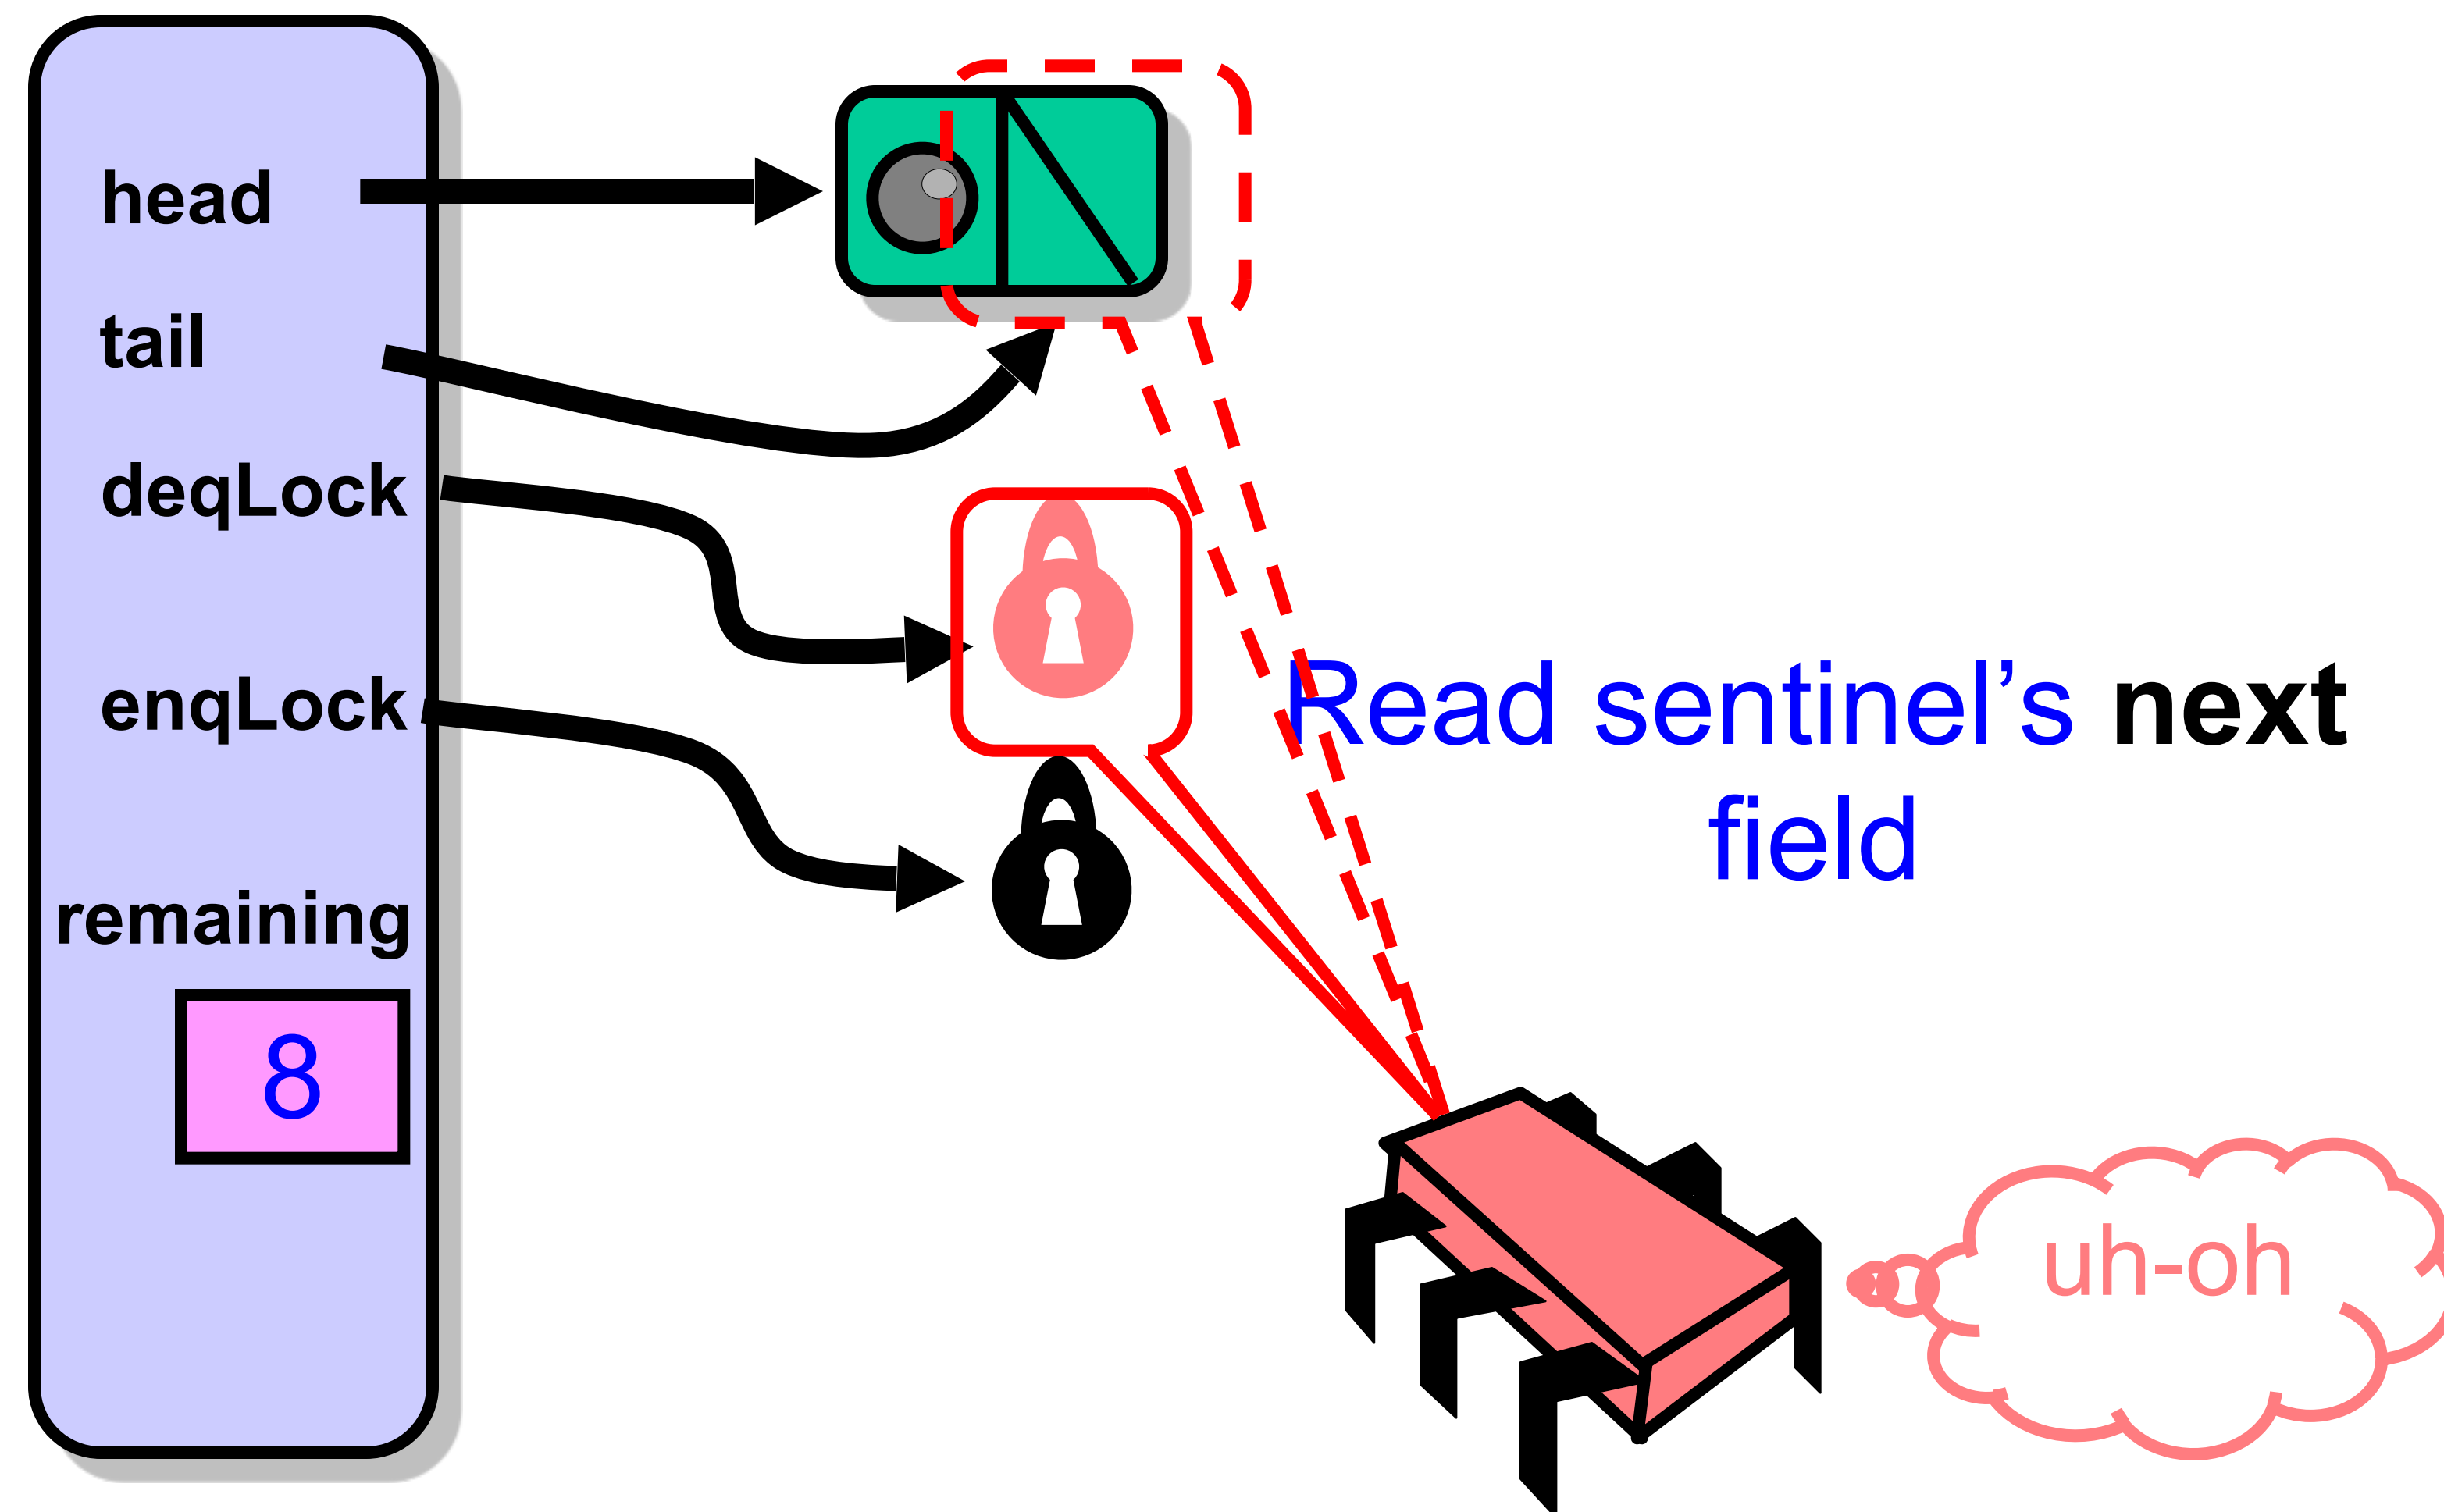 head
tail
deqLock
enqLock
remaining
8
Read sentinel’s next
field
uh-oh